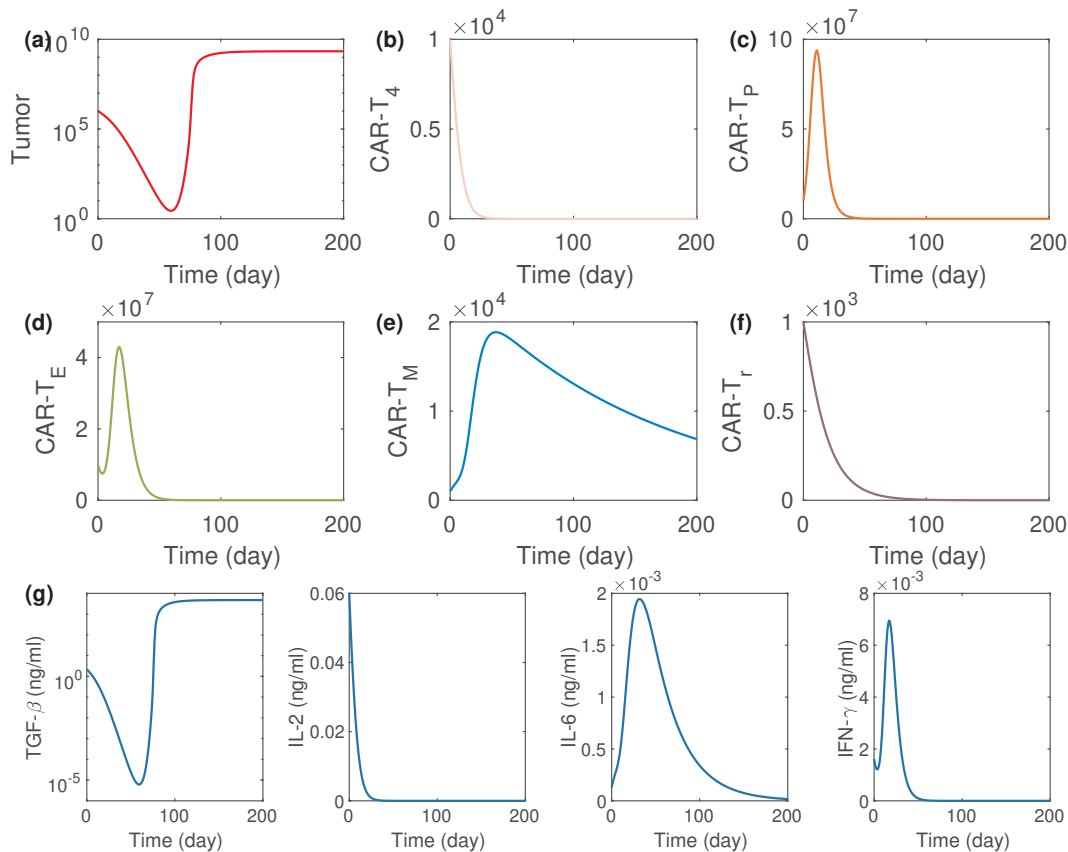 (a)
10^10
10^5
10^0
Tumor
0 100 200
Time (day)
(b)
×10^4
1
0.5
0
CAR-T_4
0 100 200
Time (day)
(c)
×10^7
10
5
0
CAR-T_P
0 100 200
Time (day)
(d)
×10^7
4
2
0
CAR-T_E
0 100 200
Time (day)
(e)
×10^4
2
1
0
CAR-T_M
0 100 200
Time (day)
(f)
×10^3
1
0.5
0
CAR-T_r
0 100 200
Time (day)
(g)
10^0
10^-5
TGF-β (ng/ml)
0 100 200
Time (day)
0.06
0.04
0.02
0
IL-2 (ng/ml)
0 100 200
Time (day)
×10^-3
2
1.5
1
0.5
0
IL-6 (ng/ml)
0 100 200
Time (day)
×10^-3
8
6
4
2
0
IFN-γ (ng/ml)
0 100 200
Time (day)